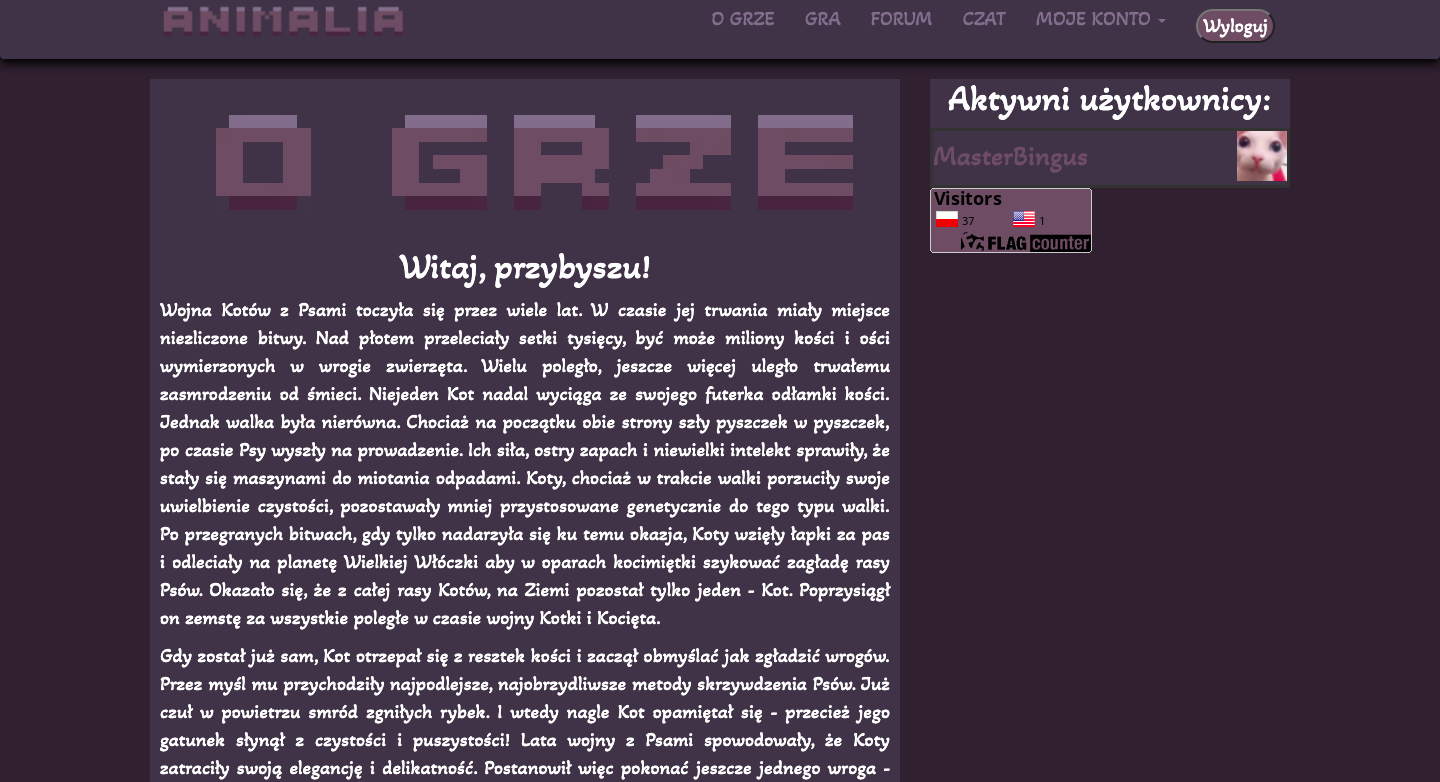 ANIMALIA
O GRZE GRA FORUM CZAT MOJE KONTO Wyloguj
O GRZE
Witaj, przybyszu!
Wojna Kotów z Psami toczyła się przez wiele lat. W czasie jej trwania miały miejsce
niezliczone bitwy. Nad płotem przeleciały setki tysięcy, być może miliony kości i ości
wymierzonych w wrogie zwierzęta. Wielu poległo, jeszcze więcej uległo trwałemu
zasmrodzeniu od śmieci. Niejeden Kot nadal wyciąga ze swojego futerka odłamki kości.
Jednak walka była nierówna. Chociaż na początku obie strony szły pyszczek w pyszczek,
po czasie Psy wyszły na prowadzenie. Ich siła, ostry zapach i niewielki intelekt sprawiły, że
stały się maszynami do miotania odpadami. Koty, chociaż w trakcie walki porzuciły swoje
uwielbienie czystości, pozostawały mniej przystosowane genetycznie do tego typu walki.
Po przegranych bitwach, gdy tylko nadarzyła się ku temu okazja, Koty wzięły łapki za pas
i odleciały na planetę Wielkiej Włóczki aby w oparach kocimiętki szykować zagładę rasy
Psów. Okazało się, że z całej rasy Kotów, na Ziemi pozostał tylko jeden - Kot. Poprzysiągł
on zemstę za wszystkie poległe w czasie wojny Kotki i Kocięta.
Gdy został już sam, Kot otrzepał się z resztek kości i zaczął obmyślać jak zgładzić wrogów.
Przez myśl mu przychodziły najpodlejsze, najobrzydliwsze metody skrzywdzenia Psów. Już
czuł w powietrzu smród zgniłych rybek. I wtedy nagle Kot opamiętał się - przecież jego
gatunek słynął z czystości i puszystości! Lata wojny z Psami spowodowały, że Koty
zatraciły swoją elegancję i delikatność. Postanowił więc pokonać jeszcze jednego wroga -
Aktywni użytkownicy:
MasterBingus
Visitors
37 1
FLAG counter